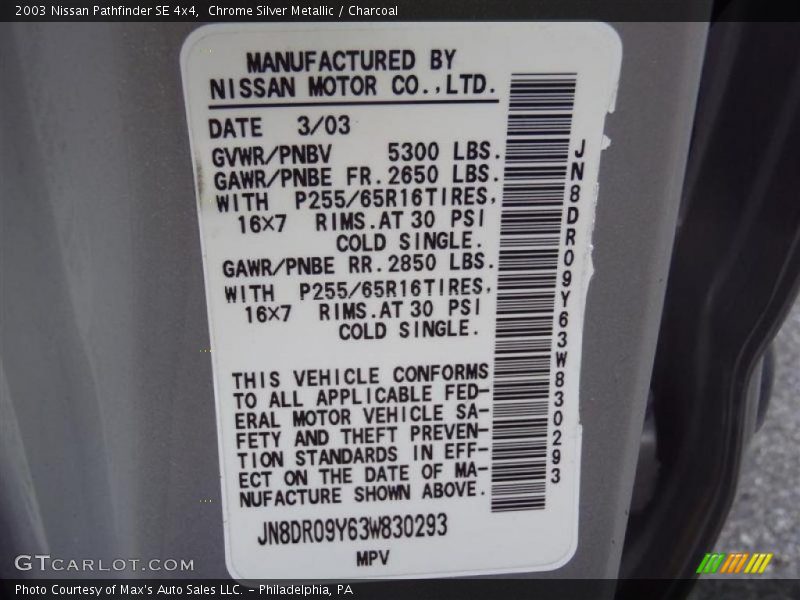 2003 Nissan Pathfinder SE 4x4, Chrome Silver Metallic / Charcoal
MANUFACTURED BY
NISSAN MOTOR CO.,LTD.
DATE 3/03
GVWR/PNBV 5300 LBS.
GAWR/PNBE FR.2650 LBS.
WITH P255/65R16TIRES,
16×7 RIMS.AT 30 PSI
COLD SINGLE.
GAWR/PNBE RR.2850 LBS.
WITH P255/65R16TIRES.
16×7 RIMS.AT 30 PSI
COLD SINGLE.
THIS VEHICLE CONFORMS
TO ALL APPLICABLE FED-
ERAL MOTOR VEHICLE SA-
FETY AND THEFT PREVEN-
TION STANDARDS IN EFF-
ECT ON THE DATE OF MA-
NUFACTURE SHOWN ABOVE.
JN8DR09Y63W830293
JN8DR09Y63W830293
MPV
GTCARLOT.COM
Photo Courtesy of Max's Auto Sales LLC. - Philadelphia, PA